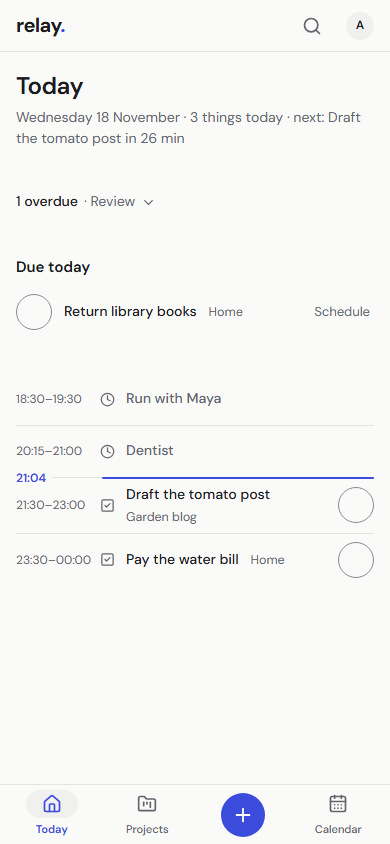 relay.
A
Today
Wednesday 18 November · 3 things today · next: Draft
the tomato post in 26 min
1 overdue · Review
Due today
Return library books Home Schedule
18:30–19:30 Run with Maya
20:15–21:00 Dentist
21:04
21:30–23:00 Draft the tomato post
Garden blog
23:30–00:00 Pay the water bill Home
Today Projects Calendar